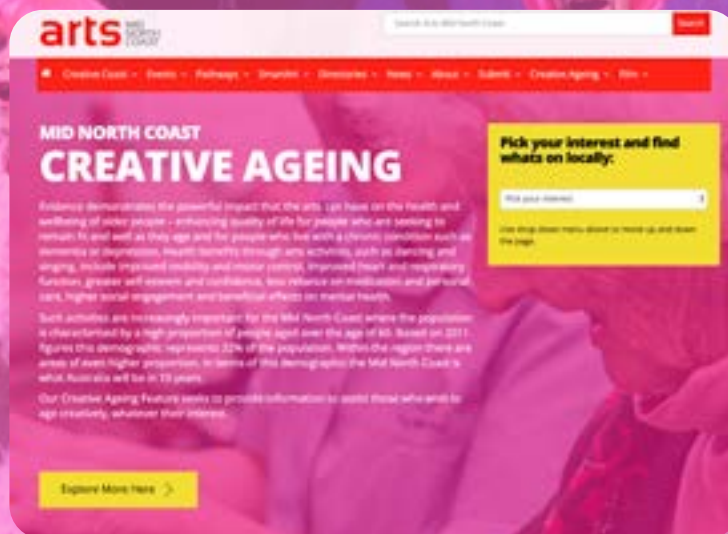 arts MID NORTH COAST
Search Arts Mid North Coast
Search
Creative Coast Events Pathways Smartart Directories News About Submit Creative Ageing Film
MID NORTH COAST
CREATIVE AGEING
Evidence demonstrates the powerful impact that the arts can have on the health and
wellbeing of older people – enhancing quality of life for people who are seeking to
remain fit and well as they age and for people who live with a chronic condition such as
dementia or depression. Health benefits through arts activities, such as dancing and
singing, include improved mobility and motor control, improved heart and respiratory
function, greater self esteem and confidence, less reliance on medication and personal
care, higher social engagement and beneficial effects on mental health.
Such activities are increasingly important for the Mid North Coast where the population
is characterised by a high proportion of people aged over the age of 60. Based on 2011
figures this demographic represents 32% of the population. Within the region there are
areas of even higher proportion. In terms of this demographic the Mid North Coast is
what Australia will be in years
Our Creative Ageing Feature seeks to provide information to assist those who wish to
age creatively, whatever their interest.
Explore More Here
Pick your interest and find
whats on locally:
Pick your interest
Use drop down menu above to move up and down
the page.